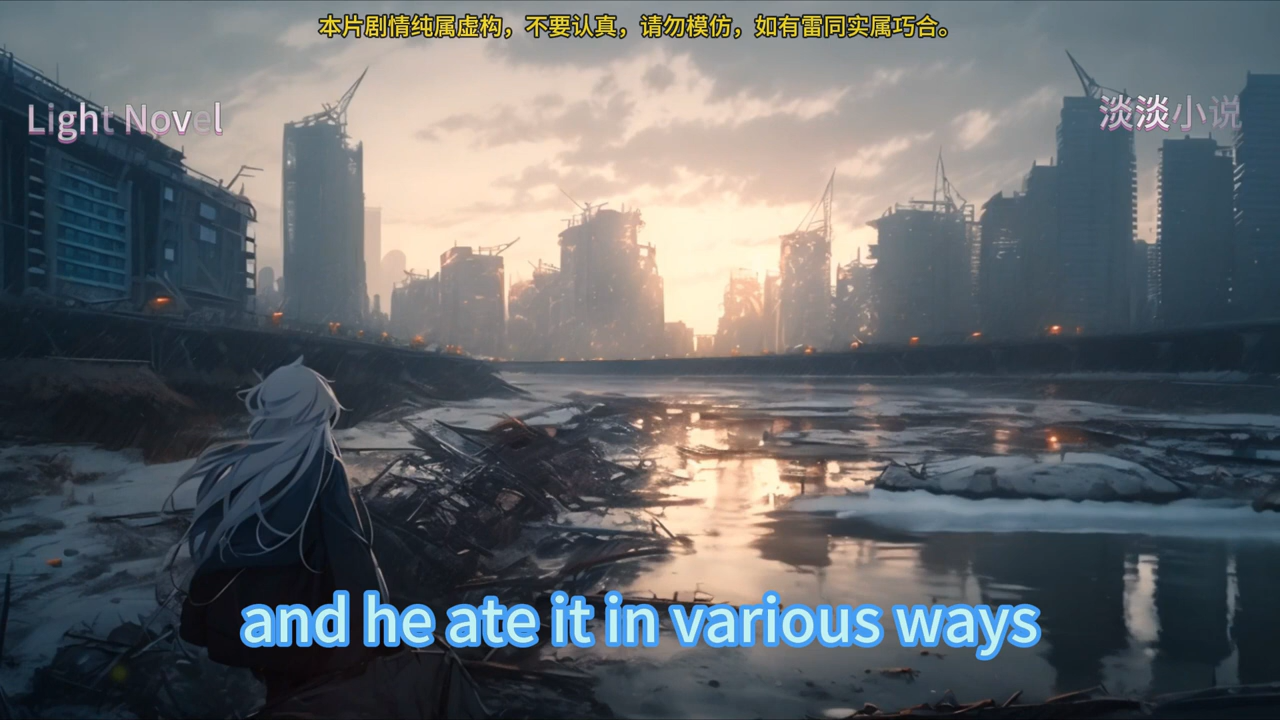 本片剧情纯属虚构，不要认真，请勿模仿，如有雷同实属巧合。
Light Novel
淡淡小说
and he ate it in various ways